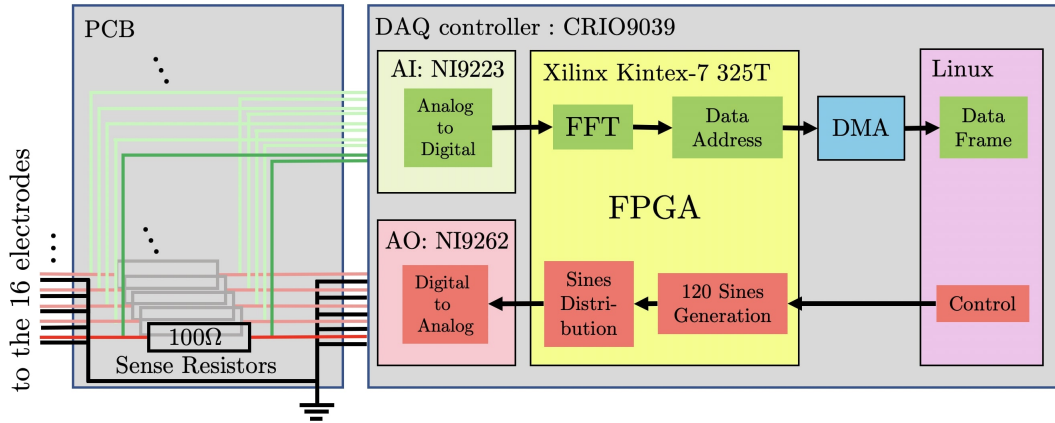 PCB
DAQ controller : CRIO9039
AI: NI9223
Analog
to
Digital
Xilinx Kintex-7 325T
FFT
Data
Address
DMA
Linux
Data
Frame
FPGA
AO: NI9262
Digital
to
Analog
Sines
Distri-
bution
120 Sines
Generation
Control
to the 16 electrodes
100Ω
Sense Resistors